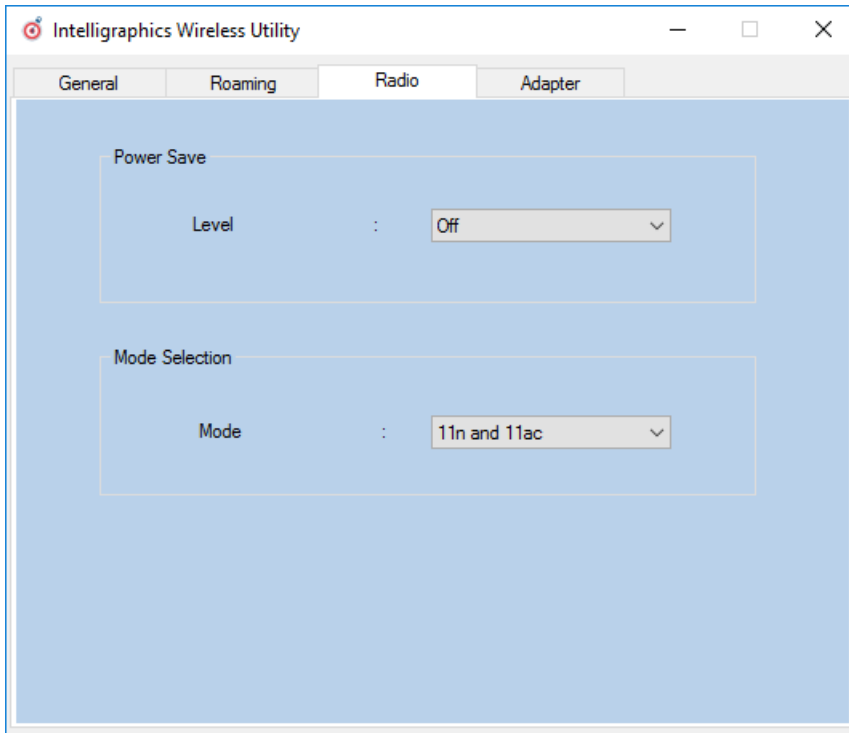 Intelligraphics Wireless Utility
General Roaming Radio Adapter
Power Save
Level : Off
Mode Selection
Mode : 11n and 11ac